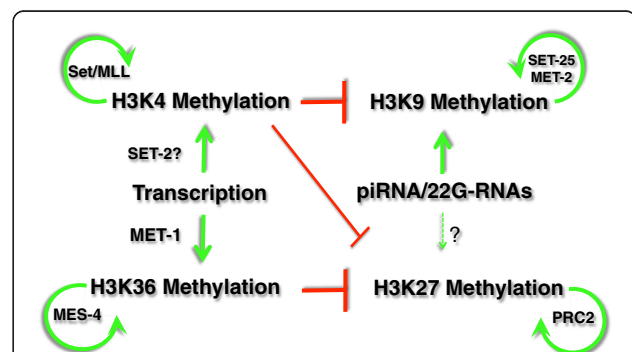 Set/MLL
SET-25
MET-2
H3K4 Methylation
H3K9 Methylation
SET-2?
Transcription
piRNA/22G-RNAs
MET-1
?
H3K36 Methylation
H3K27 Methylation
MES-4
PRC2